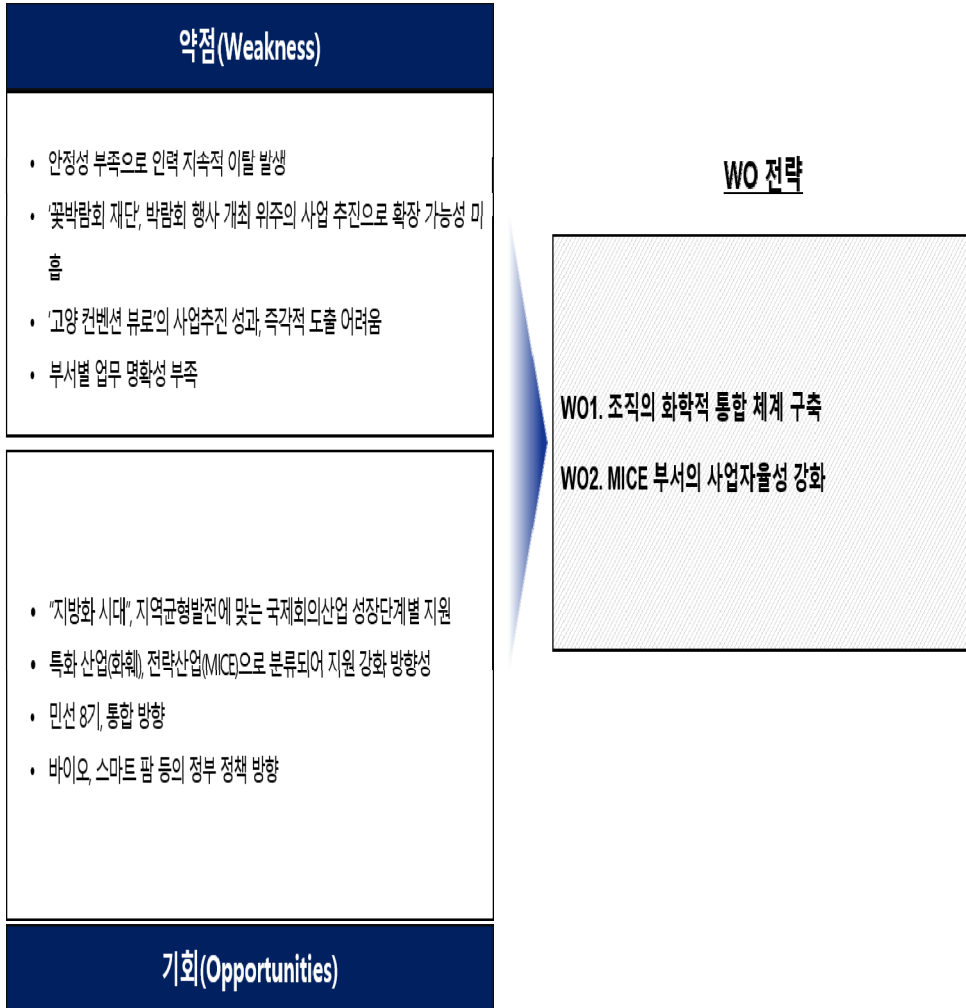 약점(Weakness)
• 안정성 부족으로 인력 지속적 이탈 발생
• '꽃박람회 재단', 박람회 행사 개최 위주의 사업 추진으로 확장 가능성 미
흡
• '고양 컨벤션 뷰로'의 사업추진 성과, 즉각적 도출 어려움
• 부서별 업무 명확성 부족
• "지방화 시대", 지역균형발전에 맞는 국제회의산업 성장단계별 지원
• 특화 산업(화훼), 전략산업(MICE)으로 분류되어 지원 강화 방향성
• 민선 8기, 통합 방향
• 바이오, 스마트 팜 등의 정부 정책 방향
기회(Opportunities)
WO 전략
WO1. 조직의 화학적 통합 체계 구축
WO2. MICE 부서의 사업자율성 강화